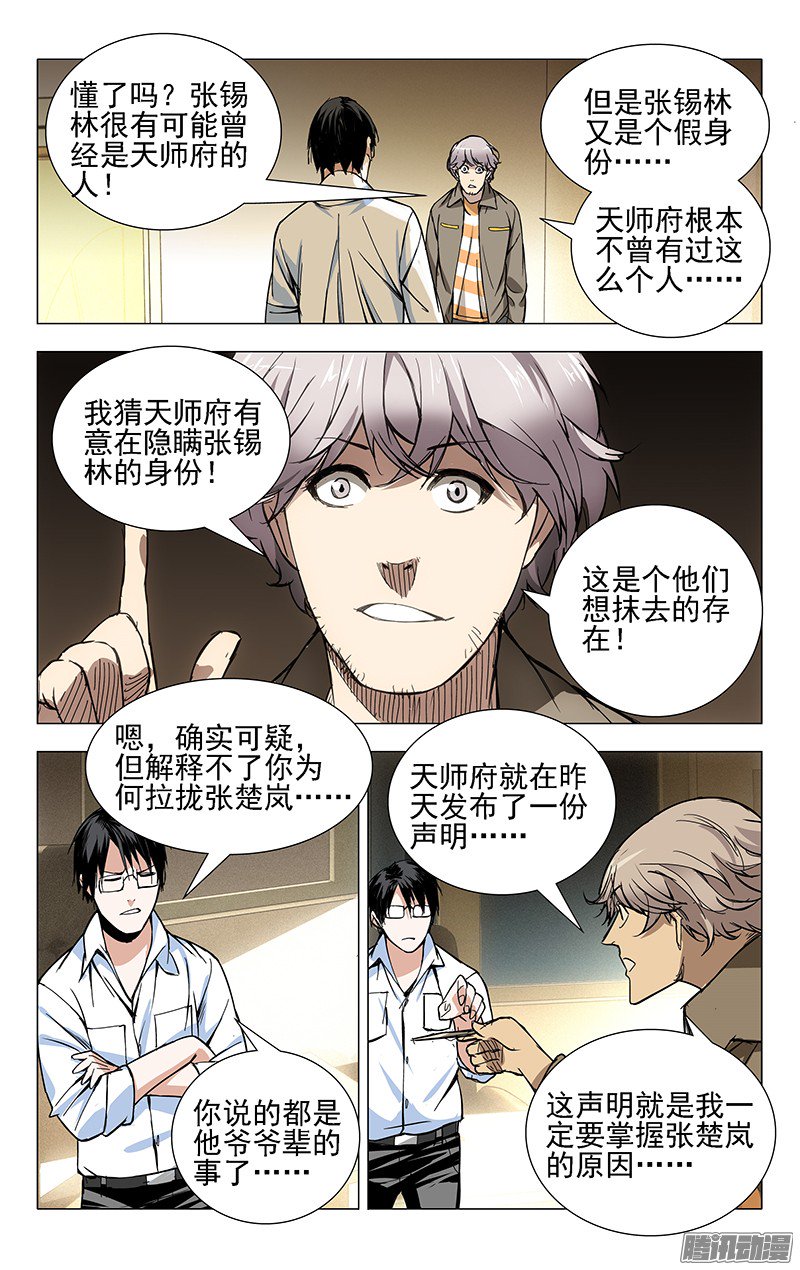 懂了吗？张锡
林很有可能曾
经是天师府的
人！
但是张锡林
又是个假身
份……
天师府根本
不曾有过这
么个人……
我猜天师府有
意在隐瞒张锡
林的身份！
这是个他们
想抹去的存
在！
嗯，确实可疑，
但解释不了你为
何拉拢张楚岚……
你说的都是
他爷爷辈的
事了……
天师府就在昨
天发布了一份
声明……
这声明就是我一
定要掌握张楚岚
的原因……
腾讯动漫